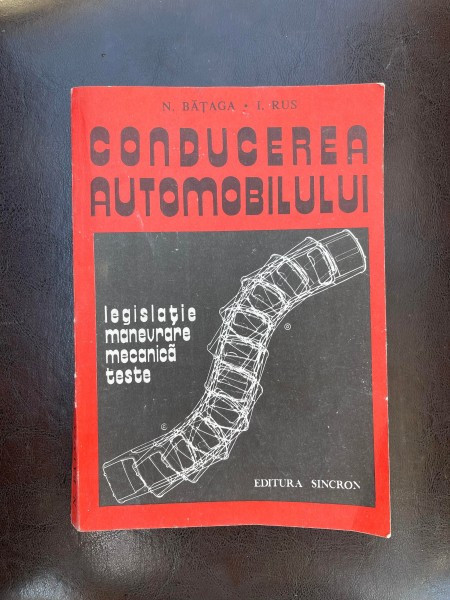 N. BĂȚAGA • I. RUS
CONDUCEREA
AUTOMOBILULUI
legislație
manevrare
mecanică
teste
EDITURA SINCRON